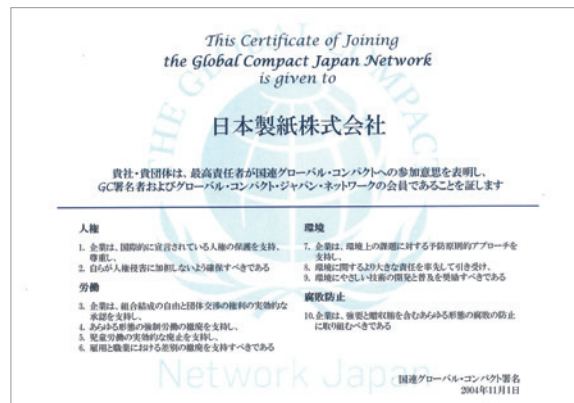 This Certificate of Joining
the Global Compact Japan Network
is given to
日本製紙株式会社
貴社・貴団体は、最高責任者が国連グローバル・コンパクトへの参加意思を表明し、
GC署名者およびグローバル・コンパクト・ジャパン・ネットワークの会員であることを証します
人権
1. 企業は、国際的に宣言されている人権の保護を支持、
尊重し、
2. 自らが人権侵害に加担しないよう確保すべきである
労働
3. 企業は、組合結成の自由と団体交渉の権利の実効的な
承認を支持し、
4. あらゆる形態の強制労働の撤廃を支持し、
5. 児童労働の実効的な廃止を支持し、
6. 雇用と職業における差別の撤廃を支持すべきである
環境
7. 企業は、環境上の課題に対する予防原則的アプローチを
支持し、
8. 環境に関するより大きな責任を率先して引き受け、
9. 環境にやさしい技術の開発と普及を奨励すべきである
腐敗防止
10.企業は、強要と贈収賄を含むあらゆる形態の腐敗の防止
に取り組むべきである
国連グローバル・コンパクト署名
2004年11月1日
THE GLOBAL COMPACT
Network Japan